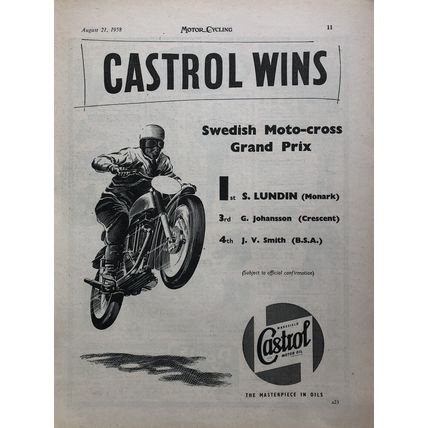 August 21, 1958 MOTOR CYCLING 11
CASTROL WINS
Swedish Moto-cross
Grand Prix
1st S. LUNDIN (Monark)
3rd G. Johansson (Crescent)
4th J. V. Smith (B.S.A.)
(Subject to official confirmation)
WAKEFIELD
Castrol
MOTOR OIL
THE MASTERPIECE IN OILS